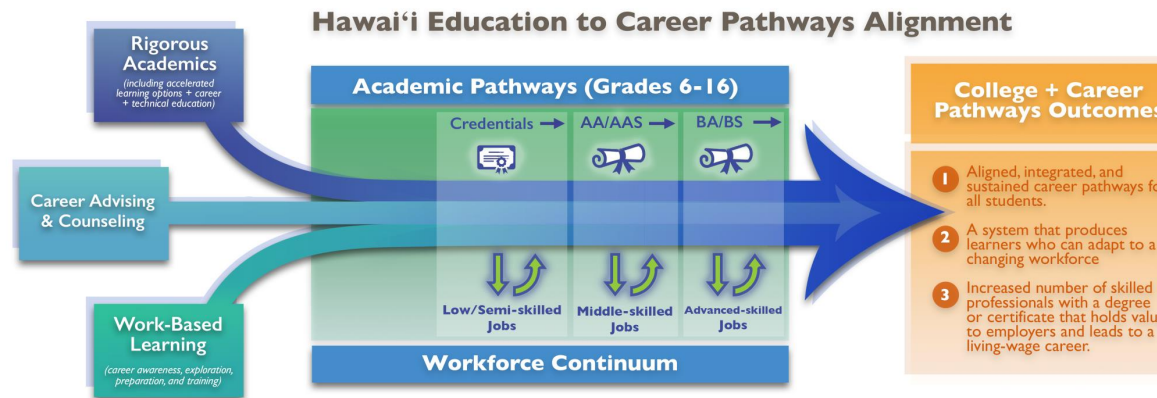 Hawai‘i Education to Career Pathways Alignment
Rigorous
Academics
(including accelerated
learning options + career
+ technical education)
Career Advising
& Counseling
Work-Based
Learning
(career awareness, exploration,
preparation, and training)
Academic Pathways (Grades 6-16)
Credentials
AA/AAS
BA/BS
Low/Semi-skilled
Jobs
Middle-skilled
Jobs
Advanced-skilled
Jobs
Workforce Continuum
College + Career
Pathways Outcomes
1
Aligned, integrated, and
sustained career pathways fo
all students.
2
A system that produces
learners who can adapt to a
changing workforce
3
Increased number of skilled
professionals with a degree
or certificate that holds valu
to employers and leads to a
living-wage career.